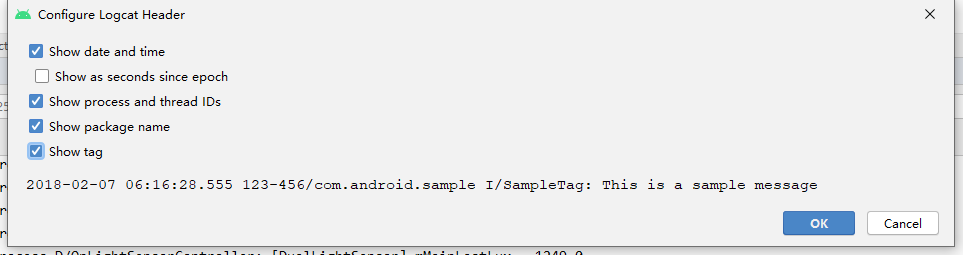 Configure Logcat Header
Show date and time
Show as seconds since epoch
Show process and thread IDs
Show package name
Show tag
2018-02-07 06:16:28.555 123-456/com.android.sample I/SampleTag: This is a sample message
OK
Cancel